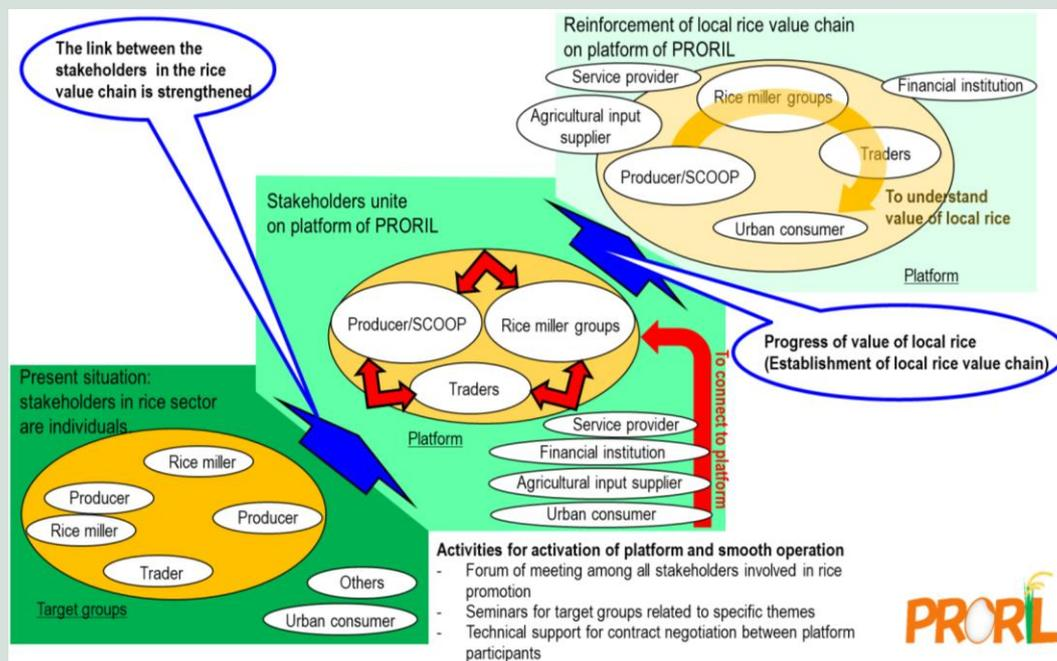 The link between the
stakeholders in the rice
value chain is strengthened
Reinforcement of local rice value chain
on platform of PRORIL
Service provider
Rice miller groups
Financial institution
Agricultural input
supplier
Traders
Producer/SCOOP
To understand
value of local rice
Urban consumer
Platform
Stakeholders unite
on platform of PRORIL
Producer/SCOOP
Rice miller groups
Traders
Platform
Service provider
Financial institution
Agricultural input supplier
Urban consumer
To connect to platform
Progress of value of local rice
(Establishment of local rice value chain)
Present situation:
stakeholders in rice sector
are individuals.
Rice miller
Producer
Rice miller
Producer
Trader
Target groups
Others
Urban consumer
Activities for activation of platform and smooth operation
- Forum of meeting among all stakeholders involved in rice
promotion
- Seminars for target groups related to specific themes
- Technical support for contract negotiation between platform
participants
PRORIL